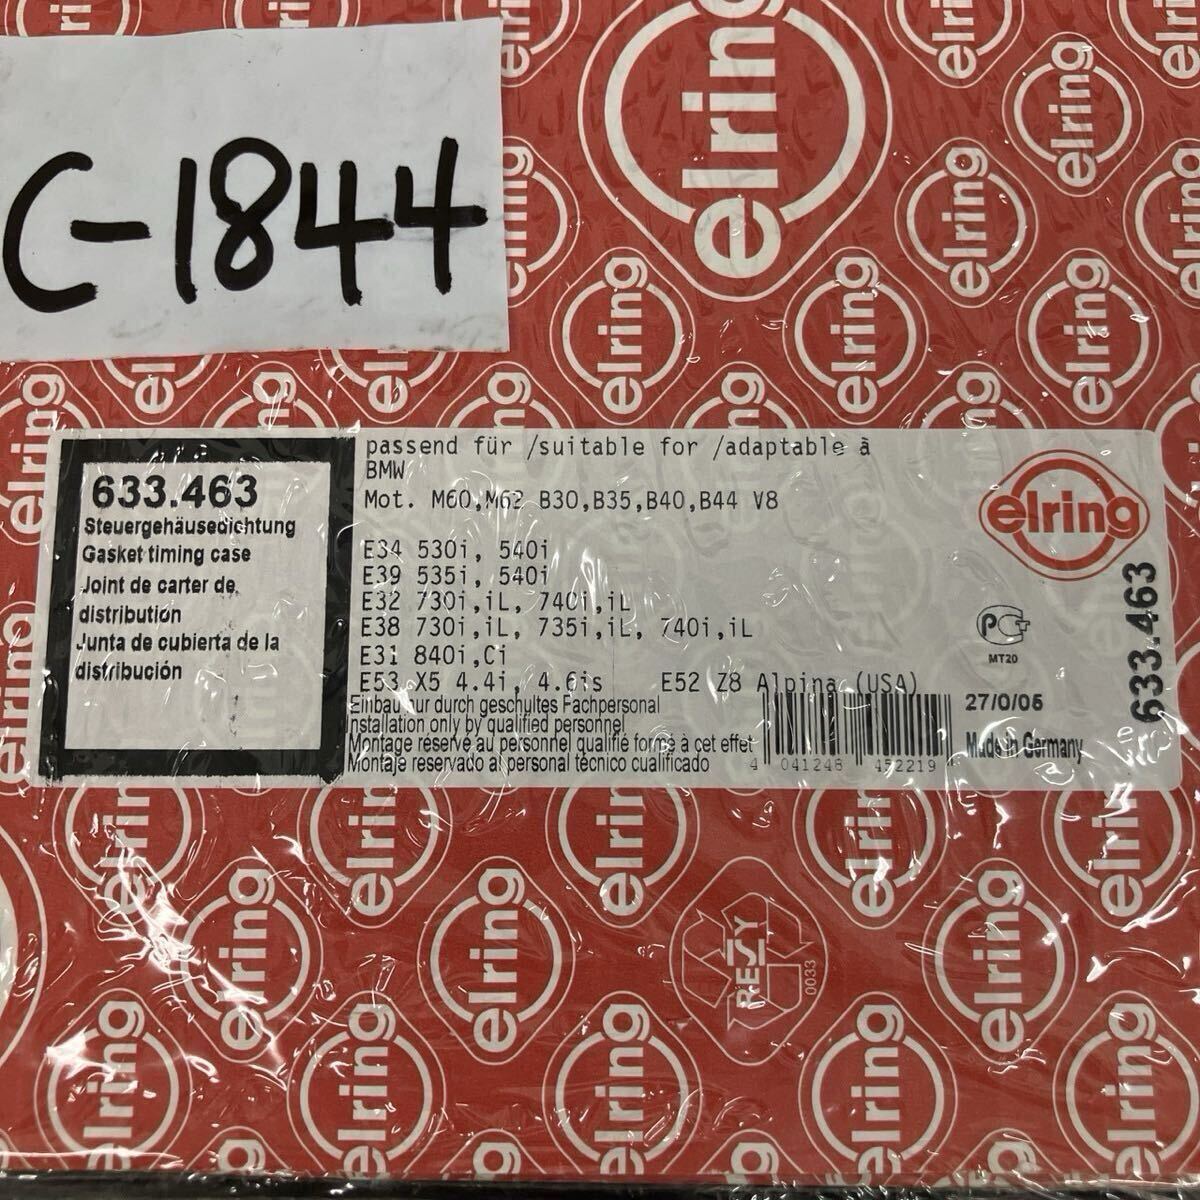 C-1844
633.463
Steuergehäusedichtung
Gasket timing case
Joint de carter de
distribution
Junta de cubierta de la
distribución
passend für /suitable for /adaptable à
BMW
Mot. M60,M62 B30,B35,B40,B44 V8
E34 530i, 540i
E39 535i, 540i
E32 730i,iL, 740i,iL
E38 730i,iL, 735i,iL, 740i,iL
E31 840i,Ci
E53 X5 4.4i, 4.6is E52 Z8 Alpina (USA)
Einbau nur durch geschultes Fachpersonal
Installation only by qualified personnel
Montage réservé au personnel qualifié formé à cet effet
Montaje reservado al personal técnico cualificado
4 041248 452219
elring
PCT
MT20
27/0/05
Made in Germany
633.463
elring
RESY
0033